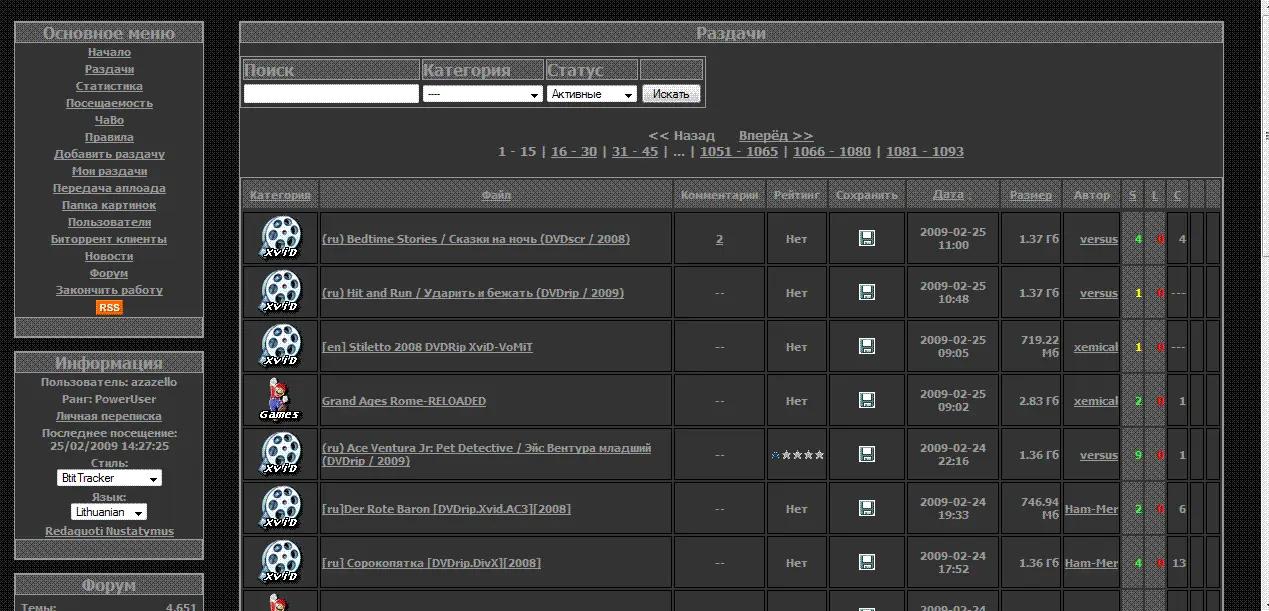 Основное меню
Начало
Раздачи
Статистика
Посещаемость
ЧаВо
Правила
Добавить раздачу
Мои раздачи
Передача аплоада
Папка картинок
Пользователи
Биторрент клиенты
Новости
Форум
Закончить работу
RSS
Информация
Пользователь: azazello
Ранг: PowerUser
Личная переписка
Последнее посещение:
25/02/2009 14:27:25
Стиль:
BtitTracker
Язык:
Lithuanian
Redaguoti Nustatymus
Форум
Темы: 4,651
Раздачи
Поиск Категория Статус
---- Активные Искать
<< Назад Вперёд >>
1 - 15 | 16 - 30 | 31 - 45 | ... | 1051 - 1065 | 1066 - 1080 | 1081 - 1093
Категория Файл Комментарии Рейтинг Сохранить Дата Размер Автор S L C
XViD (ru) Bedtime Stories / Сказки на ночь (DVDscr / 2008) 2 Нет 2009-02-25 11:00 1.37 Гб versus 4 0 4
XViD (ru) Hit and Run / Ударить и бежать (DVDrip / 2009) -- Нет 2009-02-25 10:48 1.37 Гб versus 1 0 ---
XViD [en] Stiletto 2008 DVDRip XviD-VoMiT -- Нет 2009-02-25 09:05 719.22 Мб xemical 1 0 ---
Games Grand Ages Rome-RELOADED -- Нет 2009-02-25 09:02 2.83 Гб xemical 2 0 1
XViD (ru) Ace Ventura Jr: Pet Detective / Эйс Вентура младший (DVDrip / 2009) -- 2009-02-24 22:16 1.36 Гб versus 9 0 1
XViD [ru]Der Rote Baron [DVDrip.Xvid.AC3][2008] -- Нет 2009-02-24 19:33 746.94 Мб Ham-Mer 2 0 6
XViD [ru] Сорокопятка [DVDrip.DivX][2008] -- Нет 2009-02-24 17:52 1.36 Гб Ham-Mer 4 0 13
2009-02-24